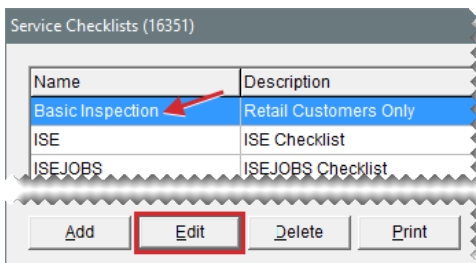 Service Checklists (16351)
Name Description
Basic Inspection Retail Customers Only
ISE ISE Checklist
ISEJOBS ISEJOBS Checklist
Add Edit Delete Print